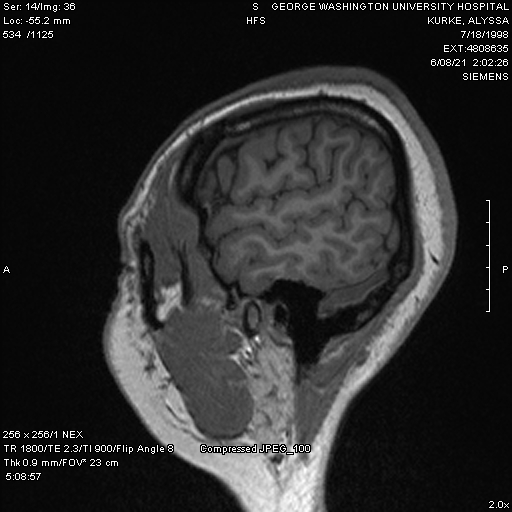 Ser: 14/Img: 36
Loc: -55.2 mm
534 /1125
S
HFS
GEORGE WASHINGTON UNIVERSITY HOSPITAL
KURKE, ALYSSA
7/18/1998
EXT:4808635
6/08/21 2:02:26
SIEMENS
A
P
256 x 256/1 NEX
TR 1800/TE 2.3/TI 900/Flip Angle 8
Thk 0.9 mm/FOV* 23 cm
5:08:57
Compressed JPEG_100
2.0x